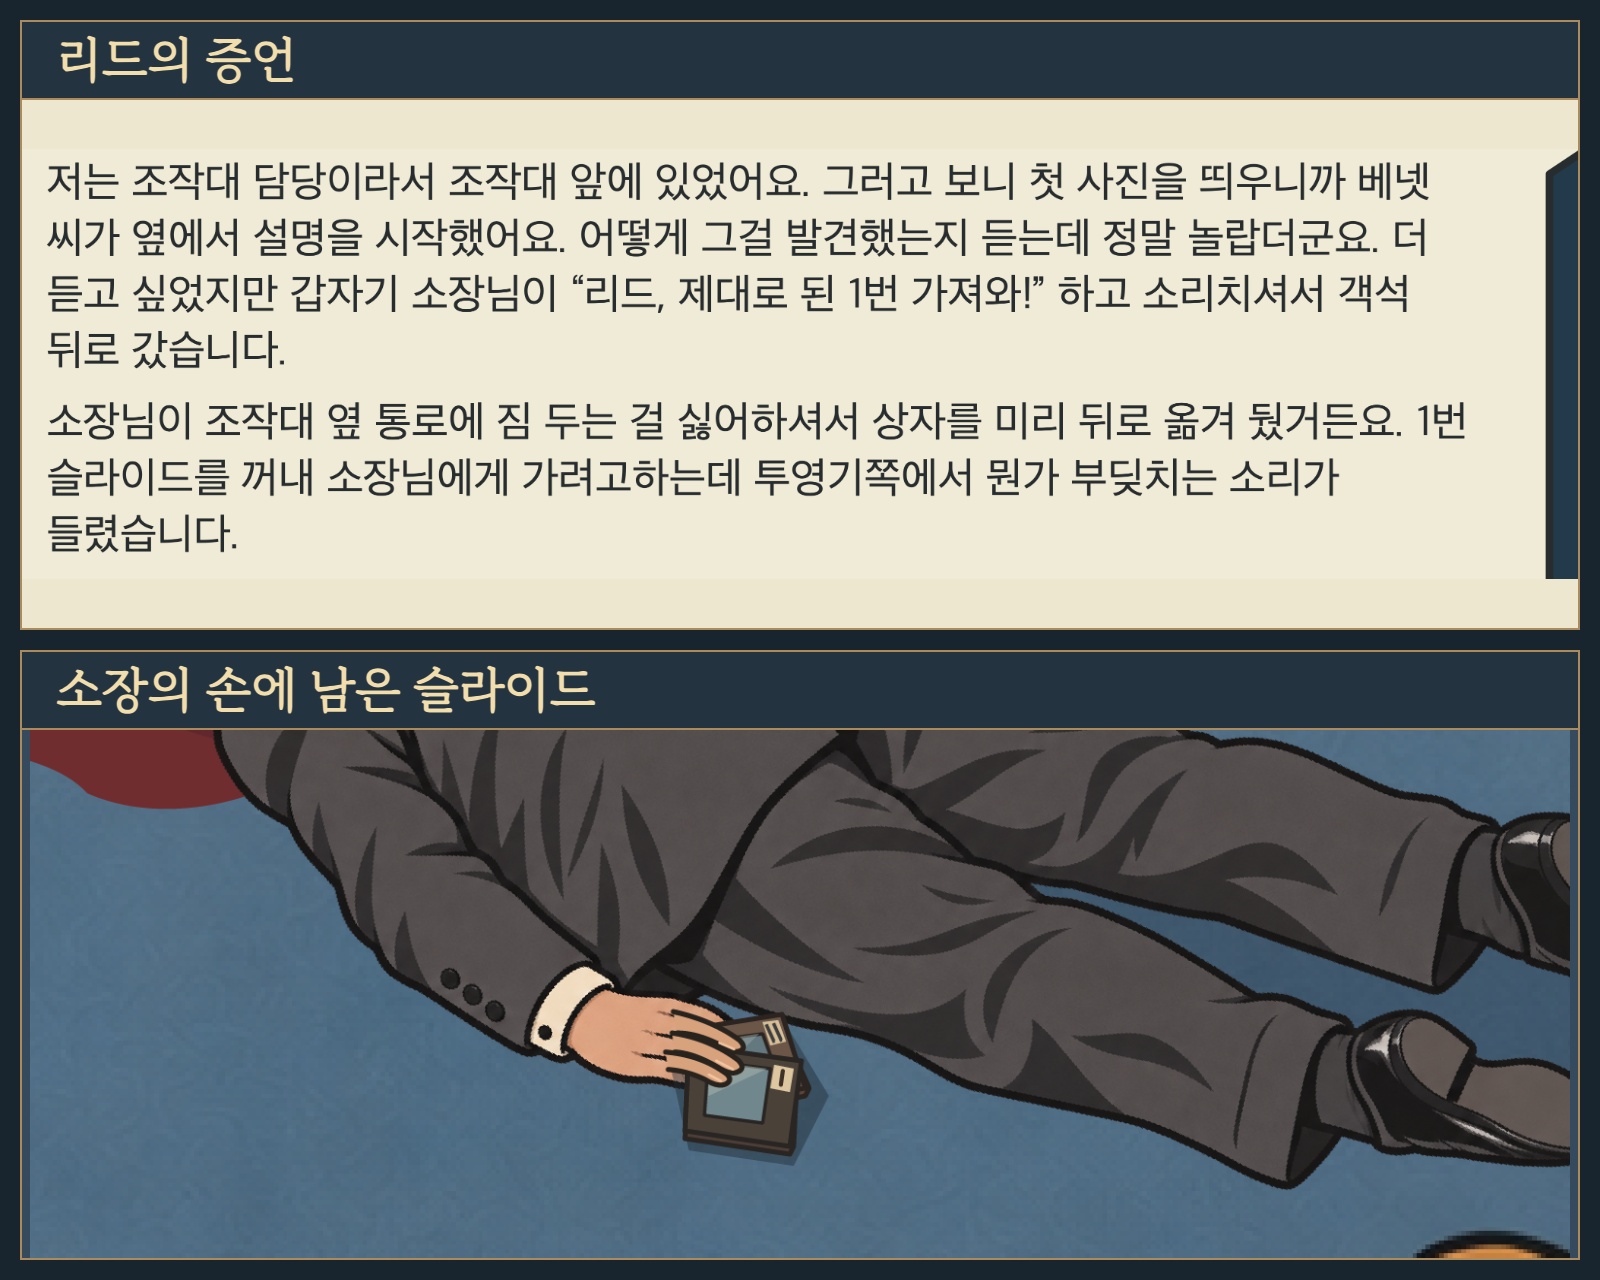 리드의 증언
저는 조작대 담당이라서 조작대 앞에 있었어요. 그러고 보니 첫 사진을 띄우니까 베넷
씨가 옆에서 설명을 시작했어요. 어떻게 그걸 발견했는지 듣는데 정말 놀랍더군요. 더
듣고 싶었지만 갑자기 소장님이 “리드, 제대로 된 1번 가져와!” 하고 소리치셔서 객석
뒤로 갔습니다.
소장님이 조작대 옆 통로에 짐 두는 걸 싫어하셔서 상자를 미리 뒤로 옮겨 뒀거든요. 1번
슬라이드를 꺼내 소장님에게 가려고하는데 투영기쪽에서 뭔가 부딪치는 소리가
들렸습니다.
소장의 손에 남은 슬라이드